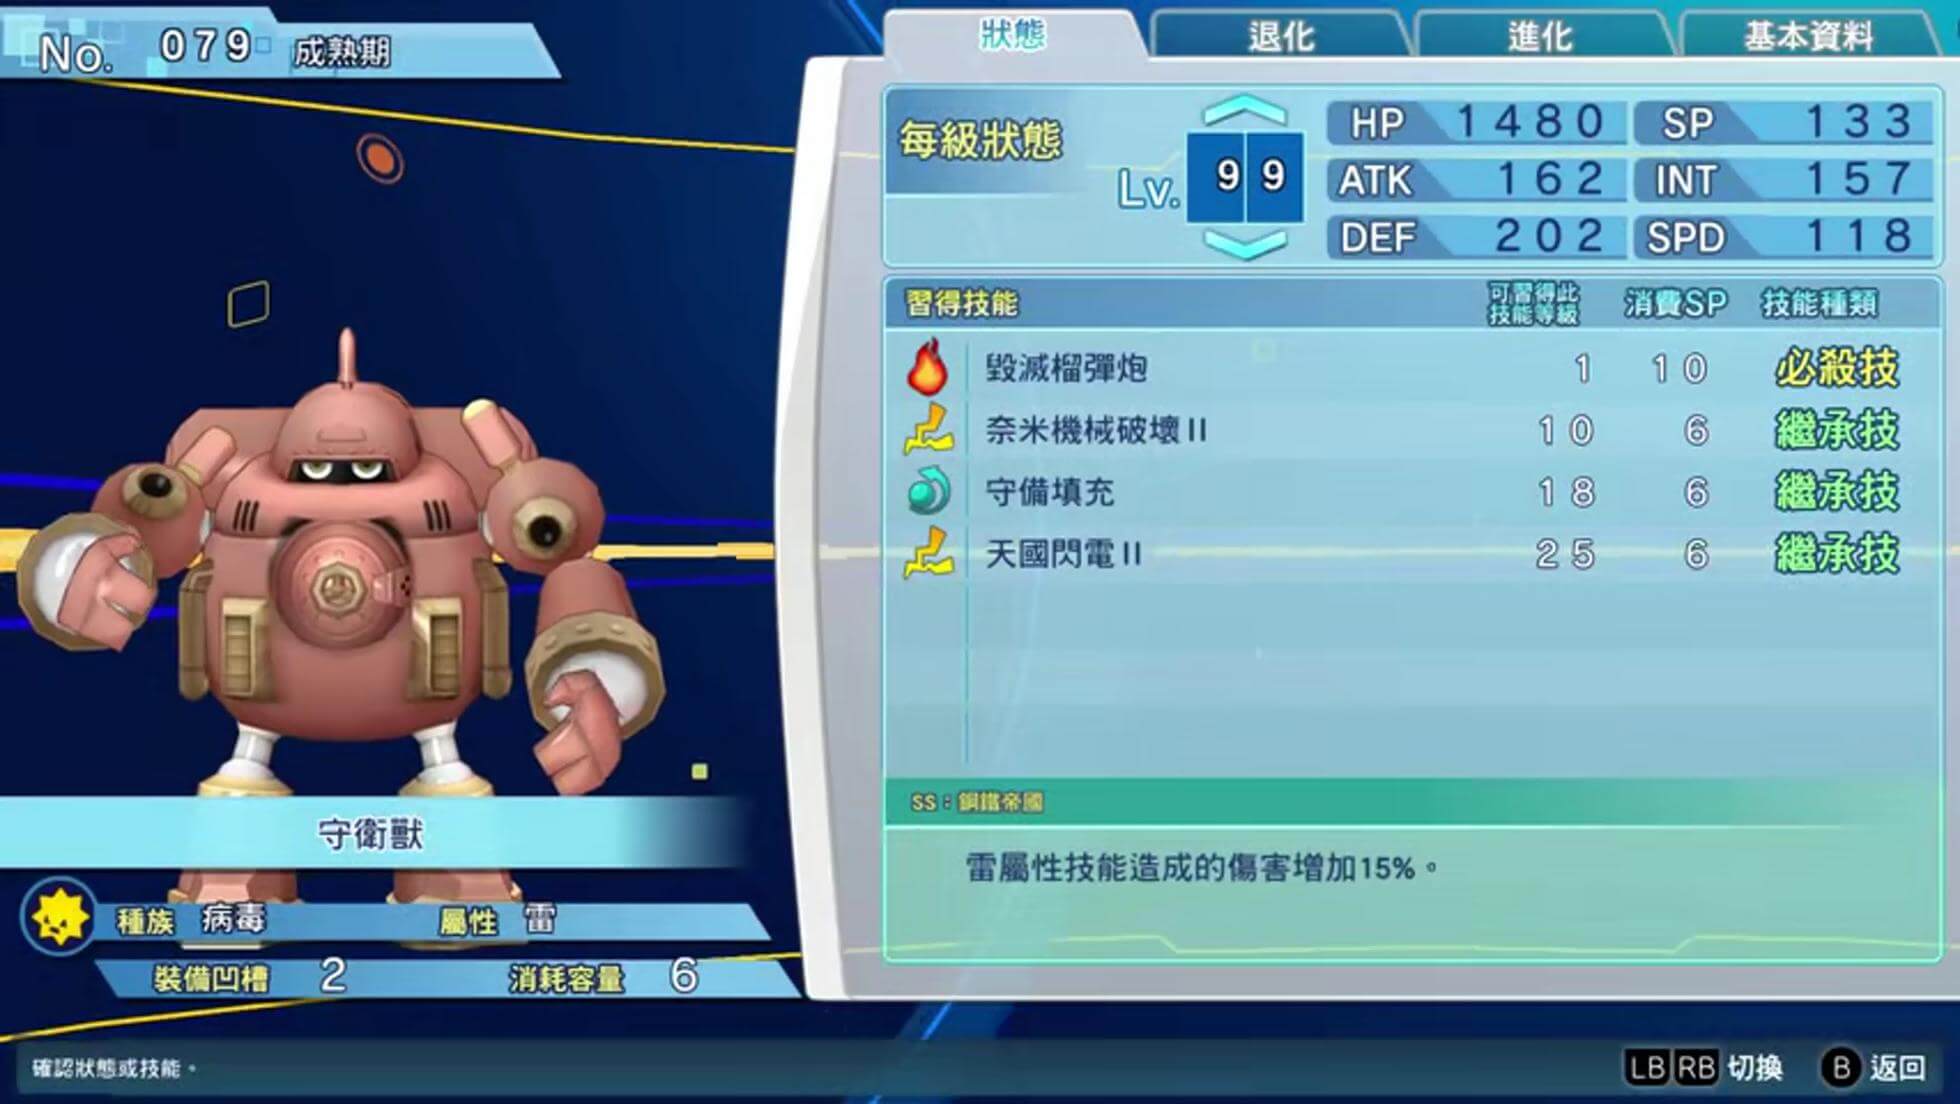 No. 079 成熟期
狀態 退化 進化 基本資料
每級狀態
Lv. 99
HP 1480 SP 133
ATK 162 INT 157
DEF 202 SPD 118
習得技能 可習得此技能等級 消費SP 技能種類
毀滅榴彈炮 1 10 必殺技
奈米機械破壞II 10 6 繼承技
守備填充 18 6 繼承技
天國閃電II 25 6 繼承技
SS：鋼鐵帝國
雷屬性技能造成的傷害增加15%。
守衛獸
種族 病毒 屬性 雷
裝備凹槽 2 消耗容量 6
確認狀態或技能。
LB RB 切換 B 返回